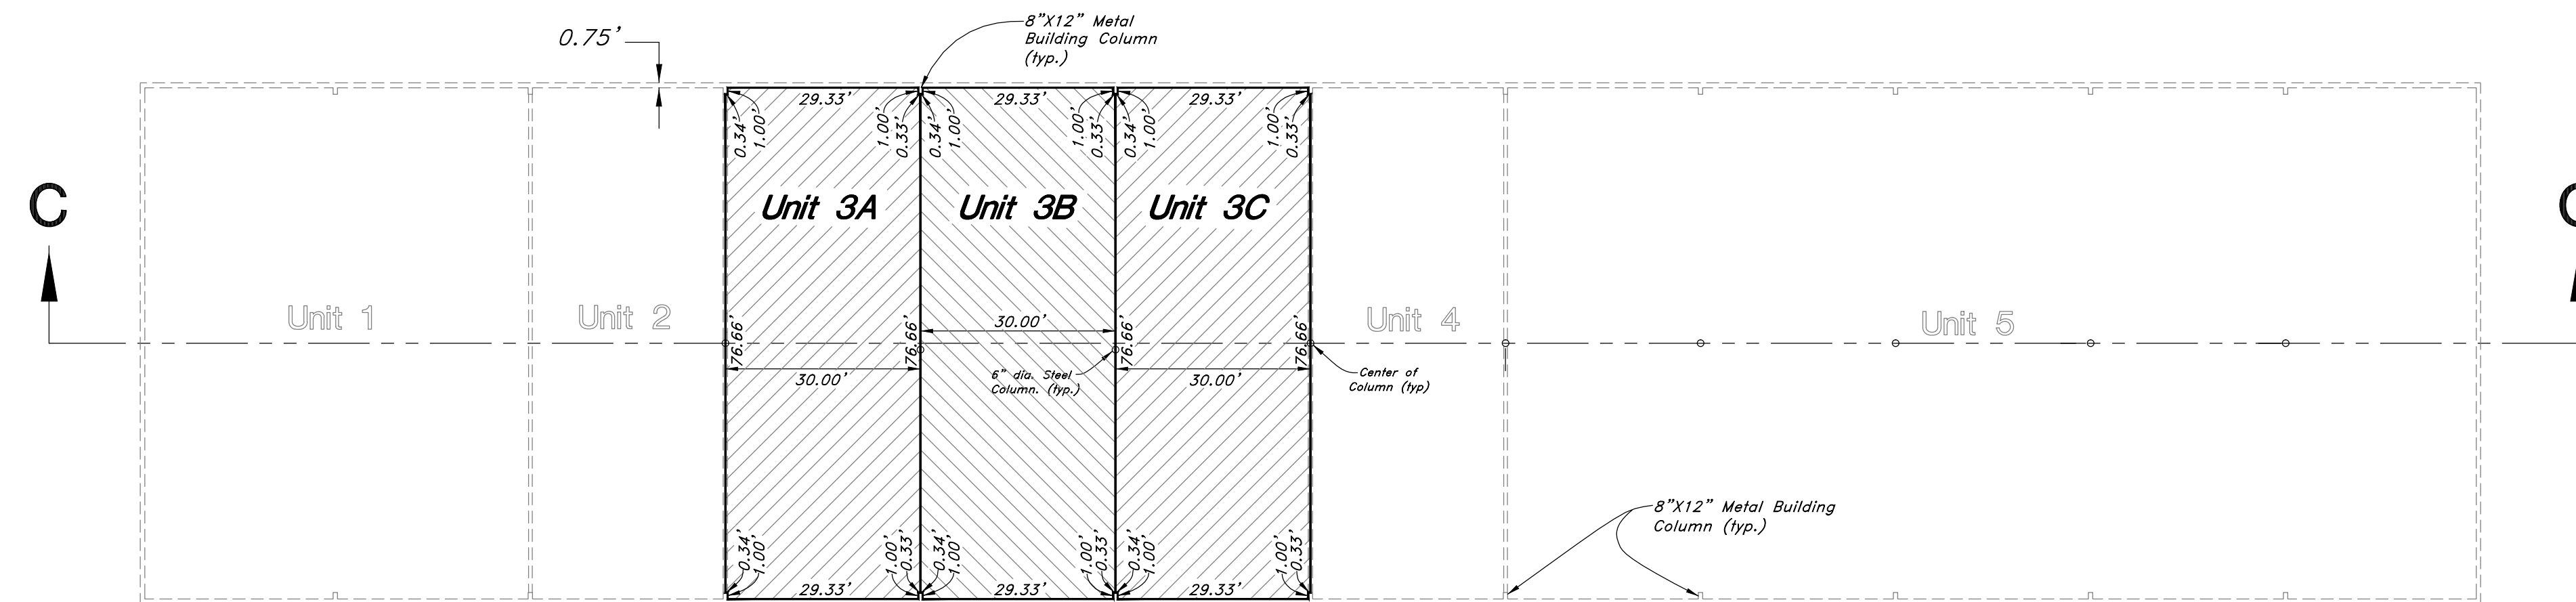 0.75'
8"X12" Metal
Building Column
(typ.)
29.33'
29.33'
29.33'
0.34'
1.00'
1.00'
0.33'
0.34'
1.00'
1.00'
0.33'
0.34'
1.00'
1.00'
0.33'
C
Unit 3A
Unit 3B
Unit 3C
Unit 1
Unit 2
Unit 4
Unit 5
76.66'
76.66'
76.66'
76.66'
30.00'
30.00'
30.00'
6" dia. Steel
Column. (typ.)
Center of
Column (typ)
8"X12" Metal Building
Column (typ.)
0.34'
1.00'
1.00'
0.33'
0.34'
1.00'
1.00'
0.33'
0.34'
1.00'
1.00'
0.33'
29.33'
29.33'
29.33'